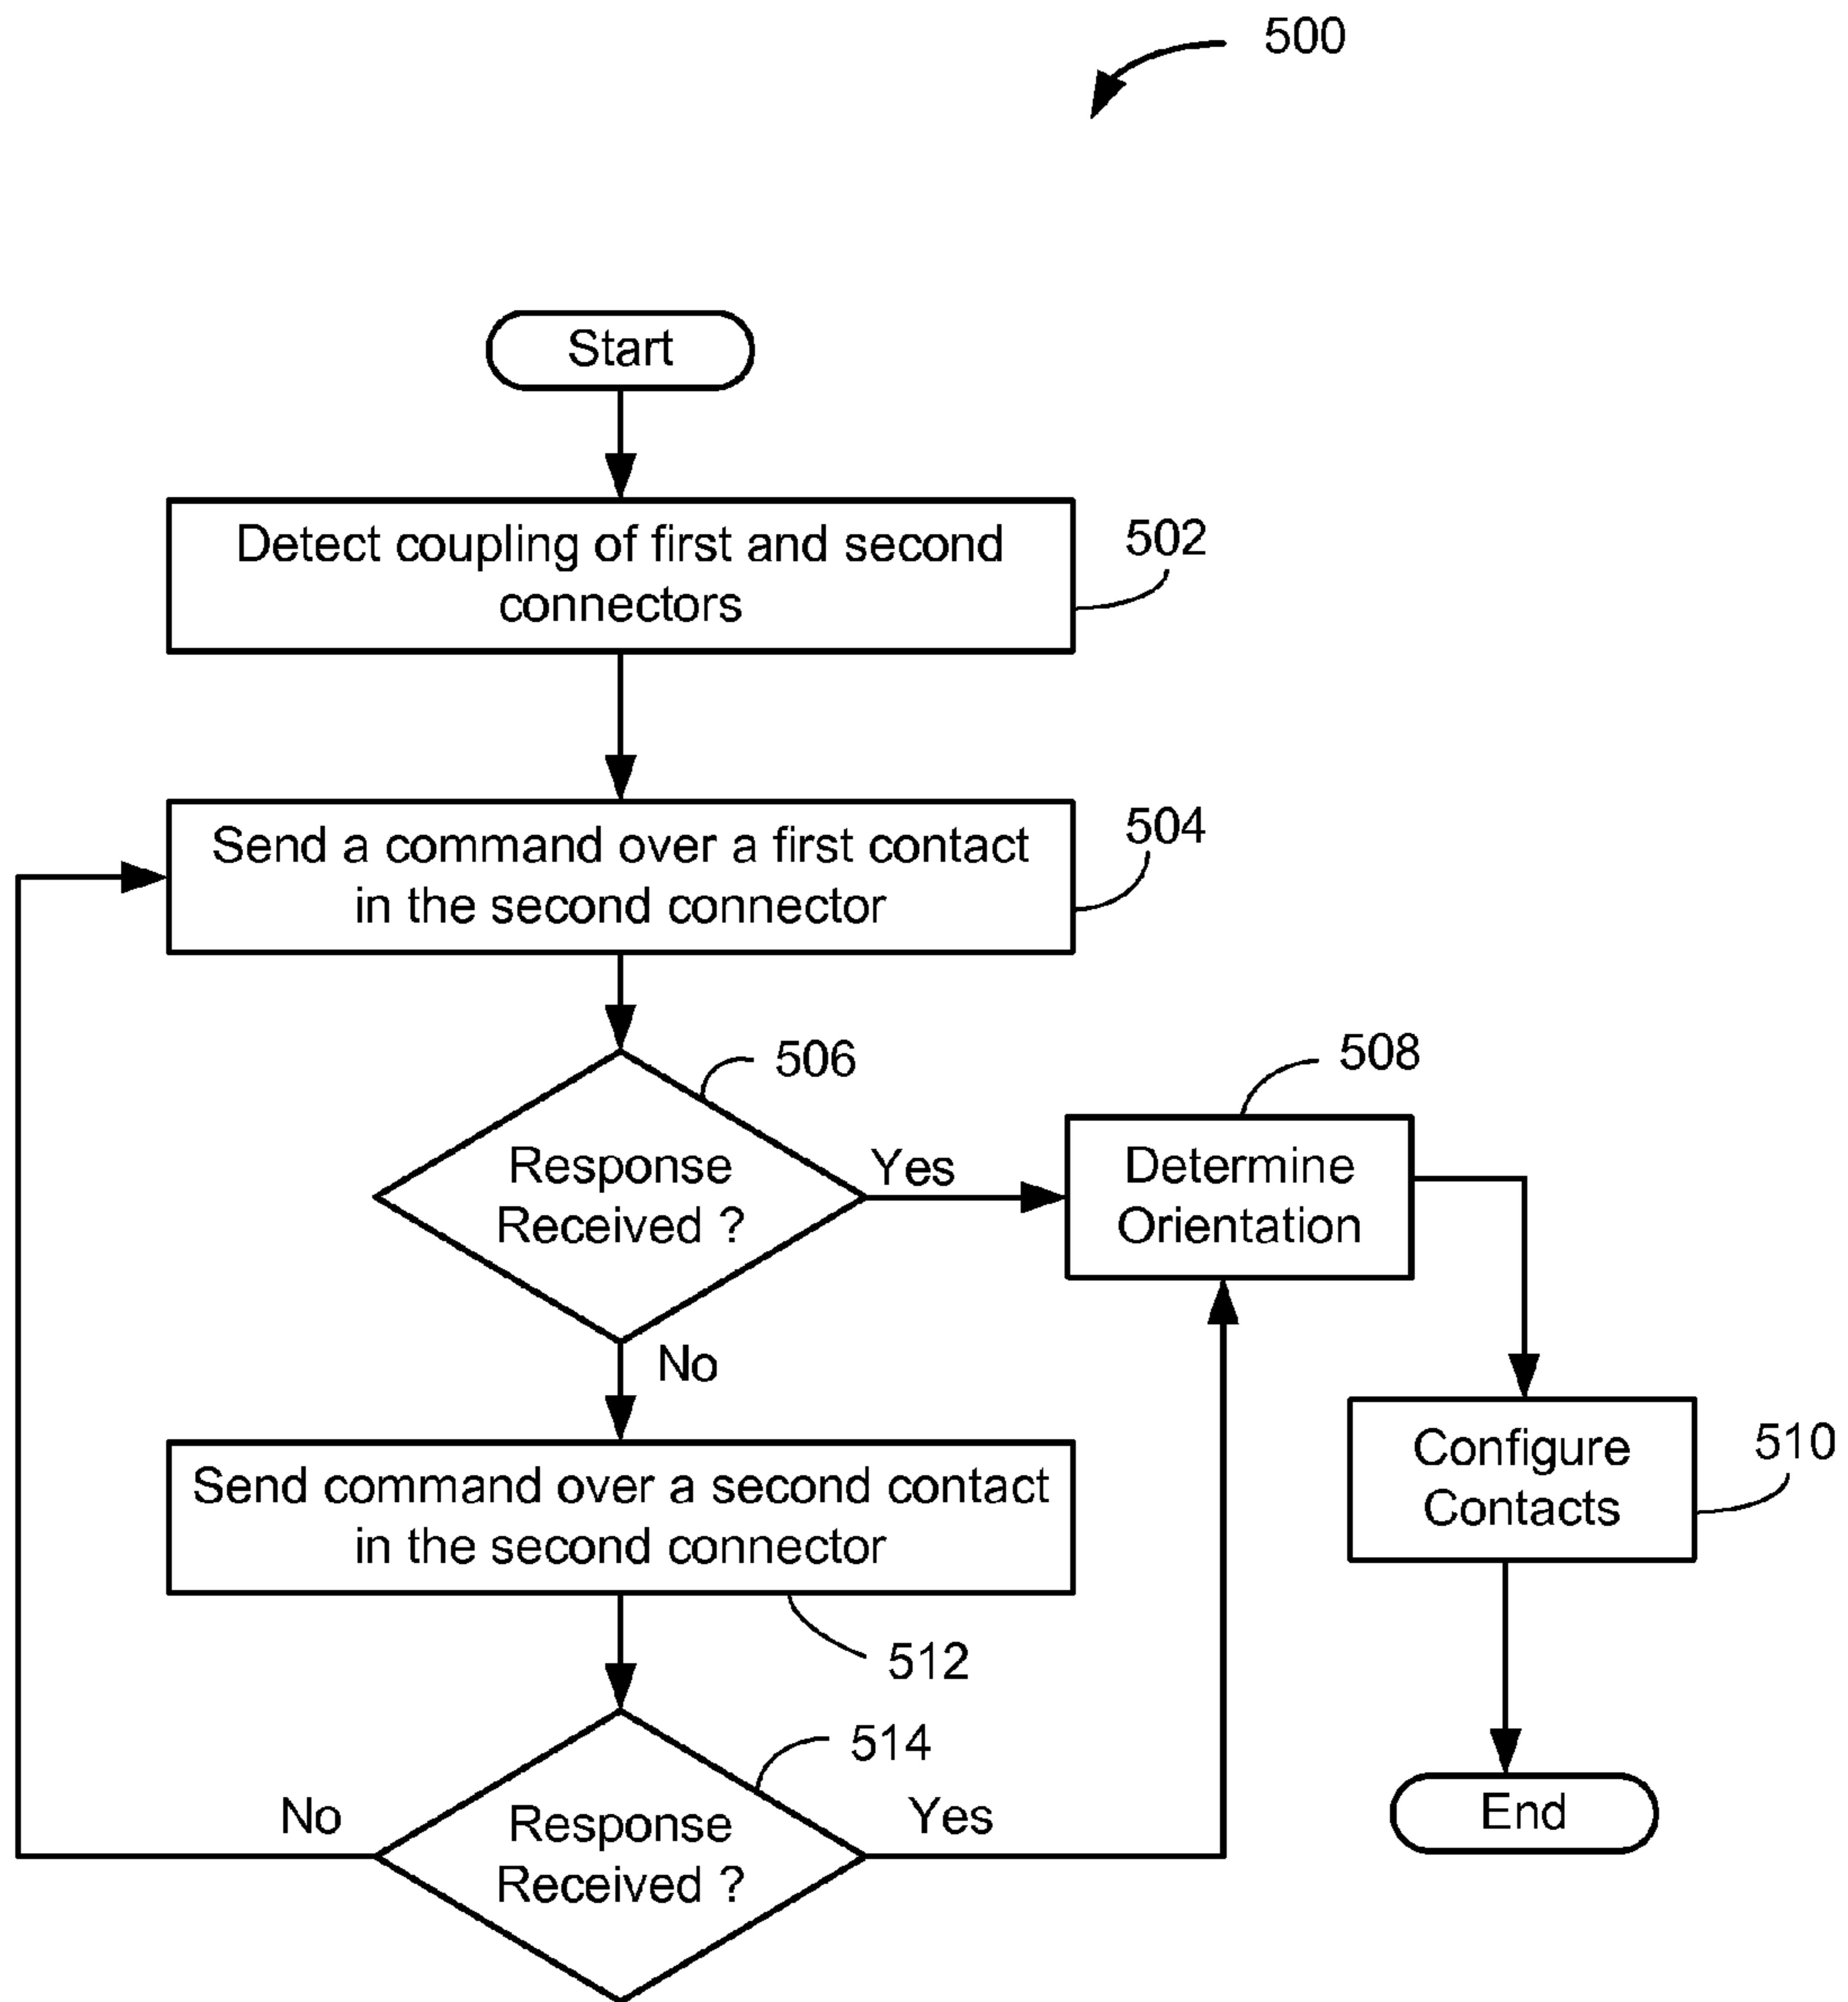 500
Start
Detect coupling of first and second
connectors
502
Send a command over a first contact
in the second connector
504
506
Response
Received ?
Yes
No
508
Determine
Orientation
Configure
Contacts
510
Send command over a second contact
in the second connector
512
514
Response
Received ?
No
Yes
End